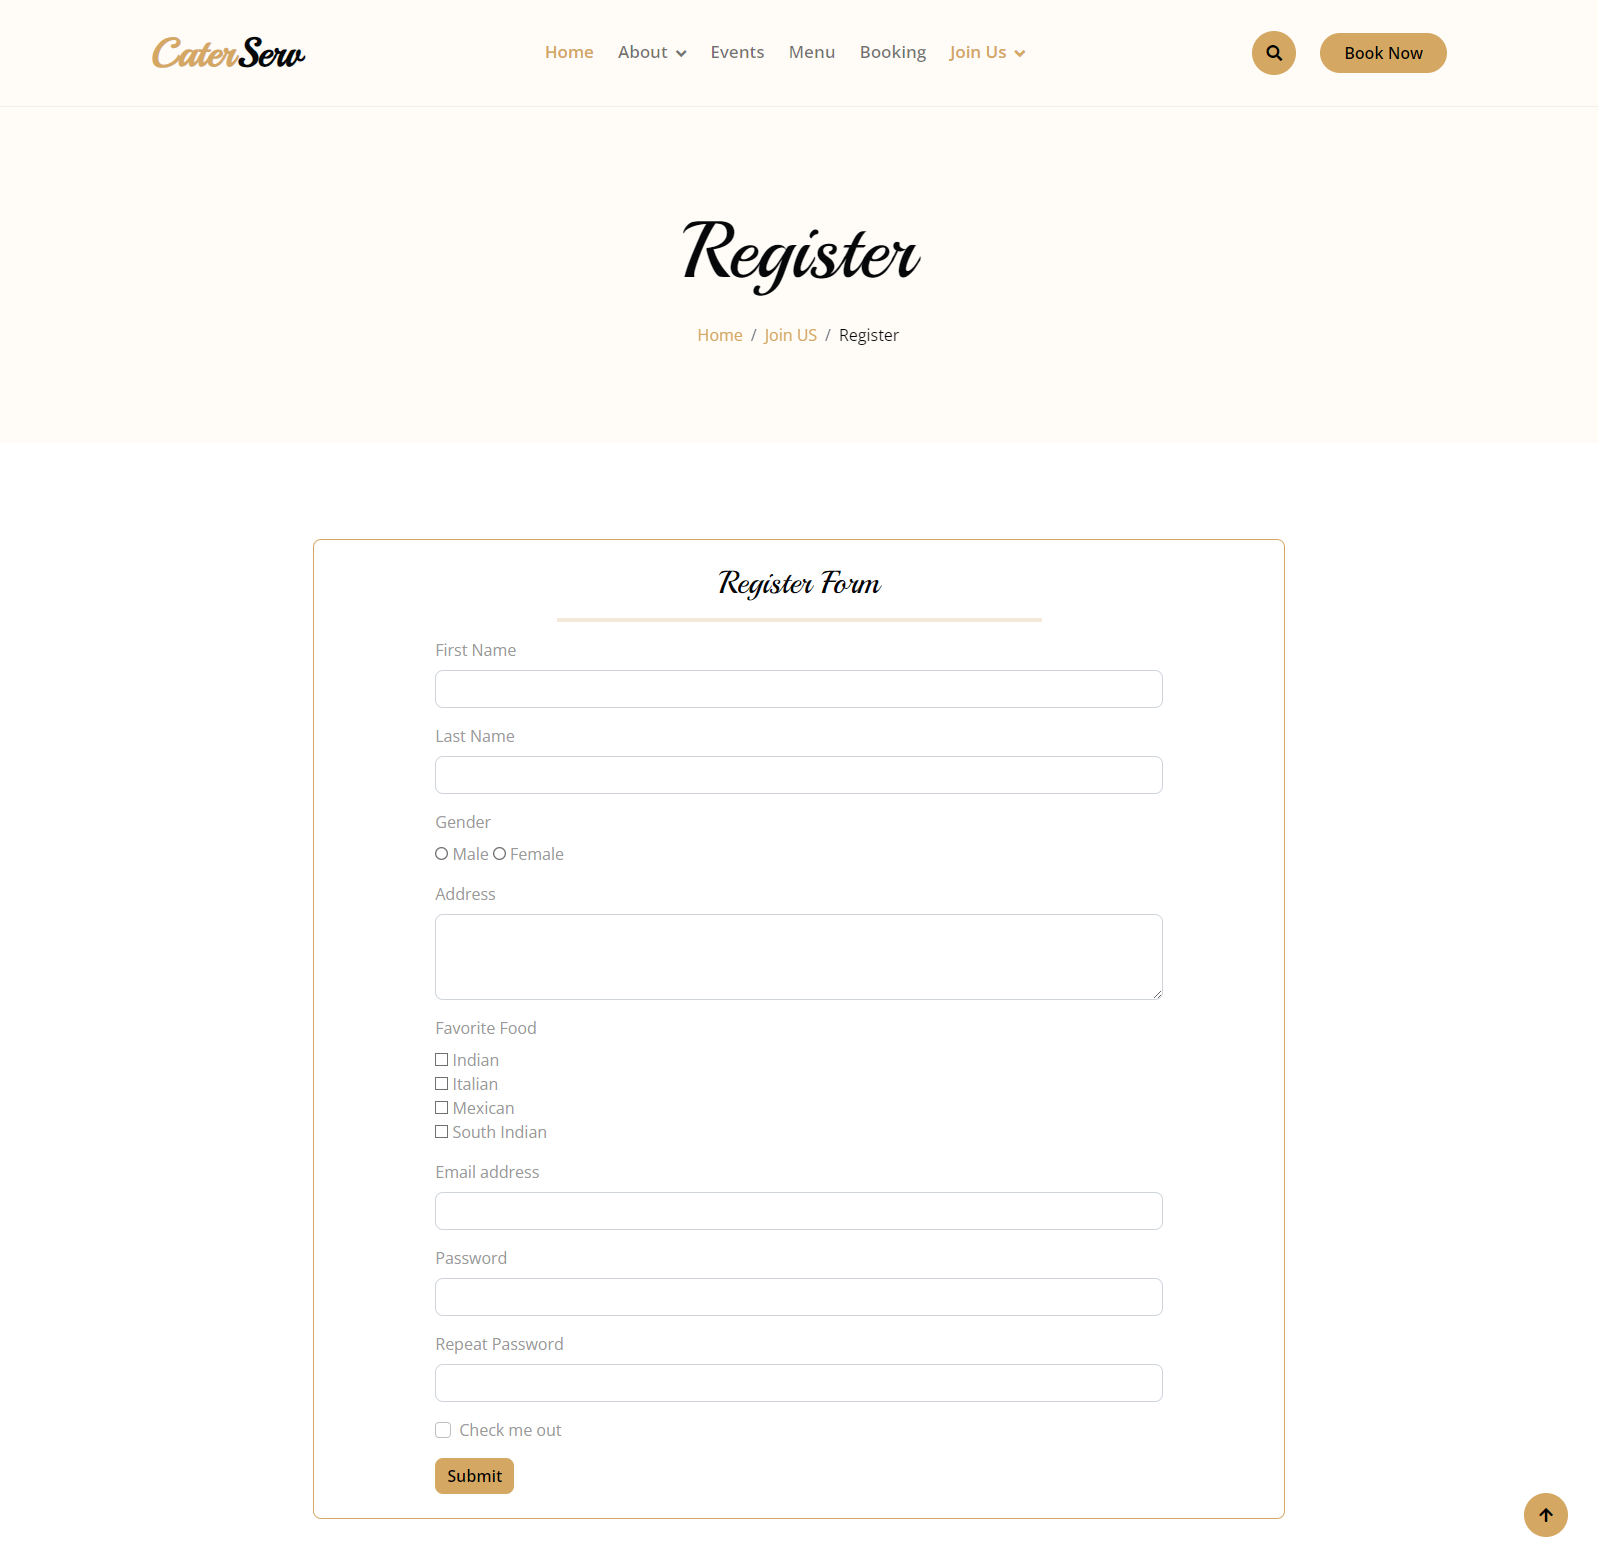 CaterServ
Home About Events Menu Booking Join Us
Book Now
Register
Home / Join US / Register
Register Form
First Name
Last Name
Gender
Male Female
Address
Favorite Food
Indian
Italian
Mexican
South Indian
Email address
Password
Repeat Password
Check me out
Submit